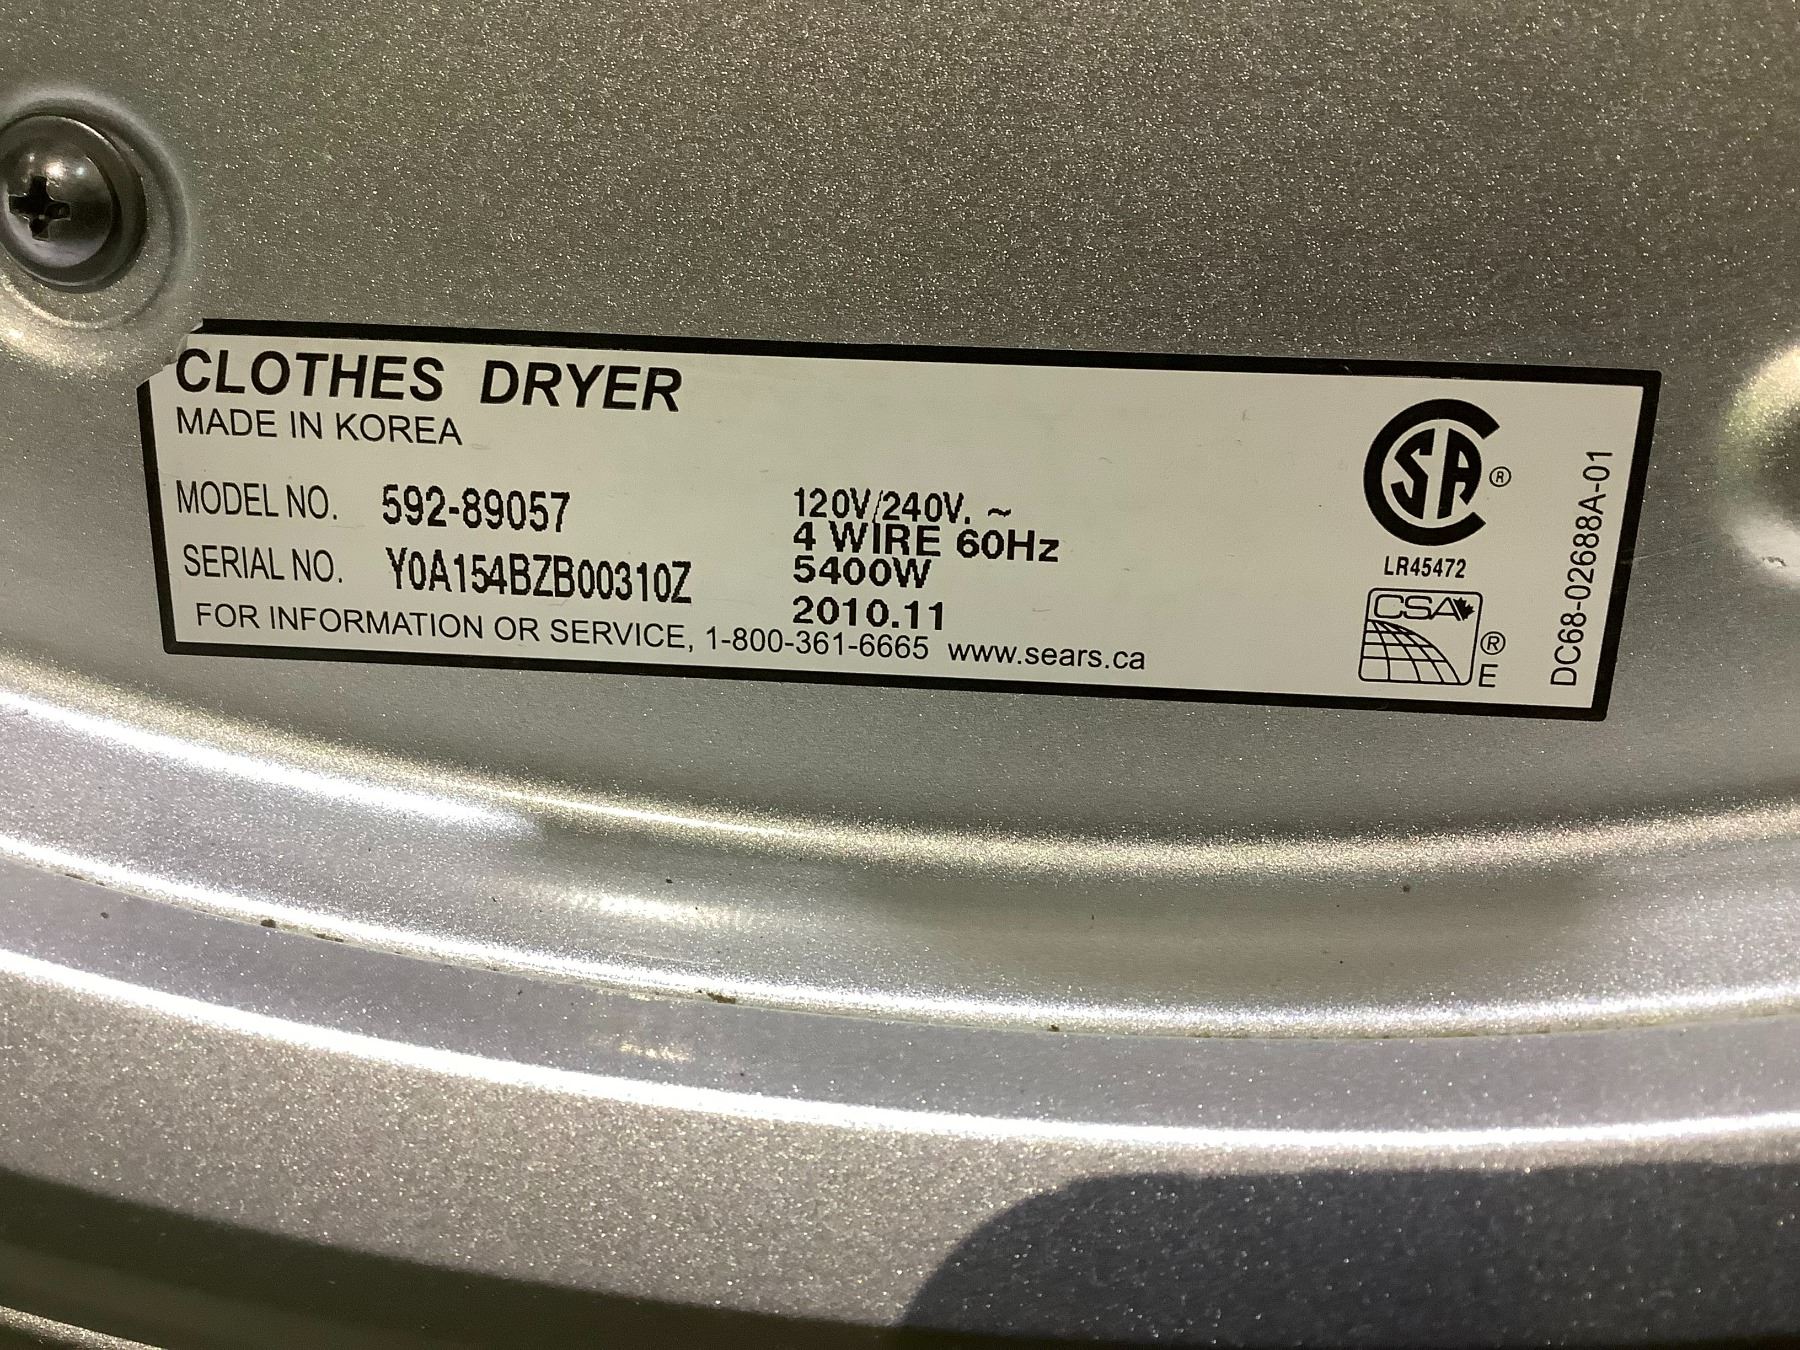 CLOTHES DRYER
MADE IN KOREA
MODEL NO. 592-89057
SERIAL NO. Y0A154BZB00310Z
120V/240V. ~
4 WIRE 60Hz
5400W
2010.11
FOR INFORMATION OR SERVICE, 1-800-361-6665 www.sears.ca
SA ®
LR45472
CSA
®
E
DC68-02688A-01